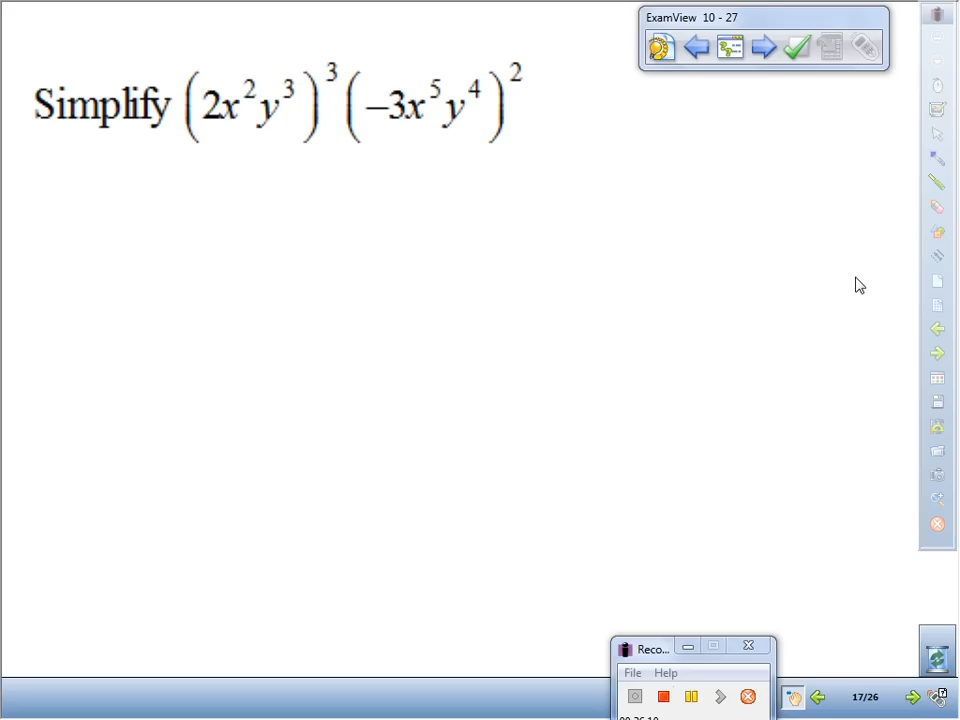 ExamView 10 - 27
Simplify (2x²y³)³(−3x⁵y⁴)²
Reco...
File Help
17/26